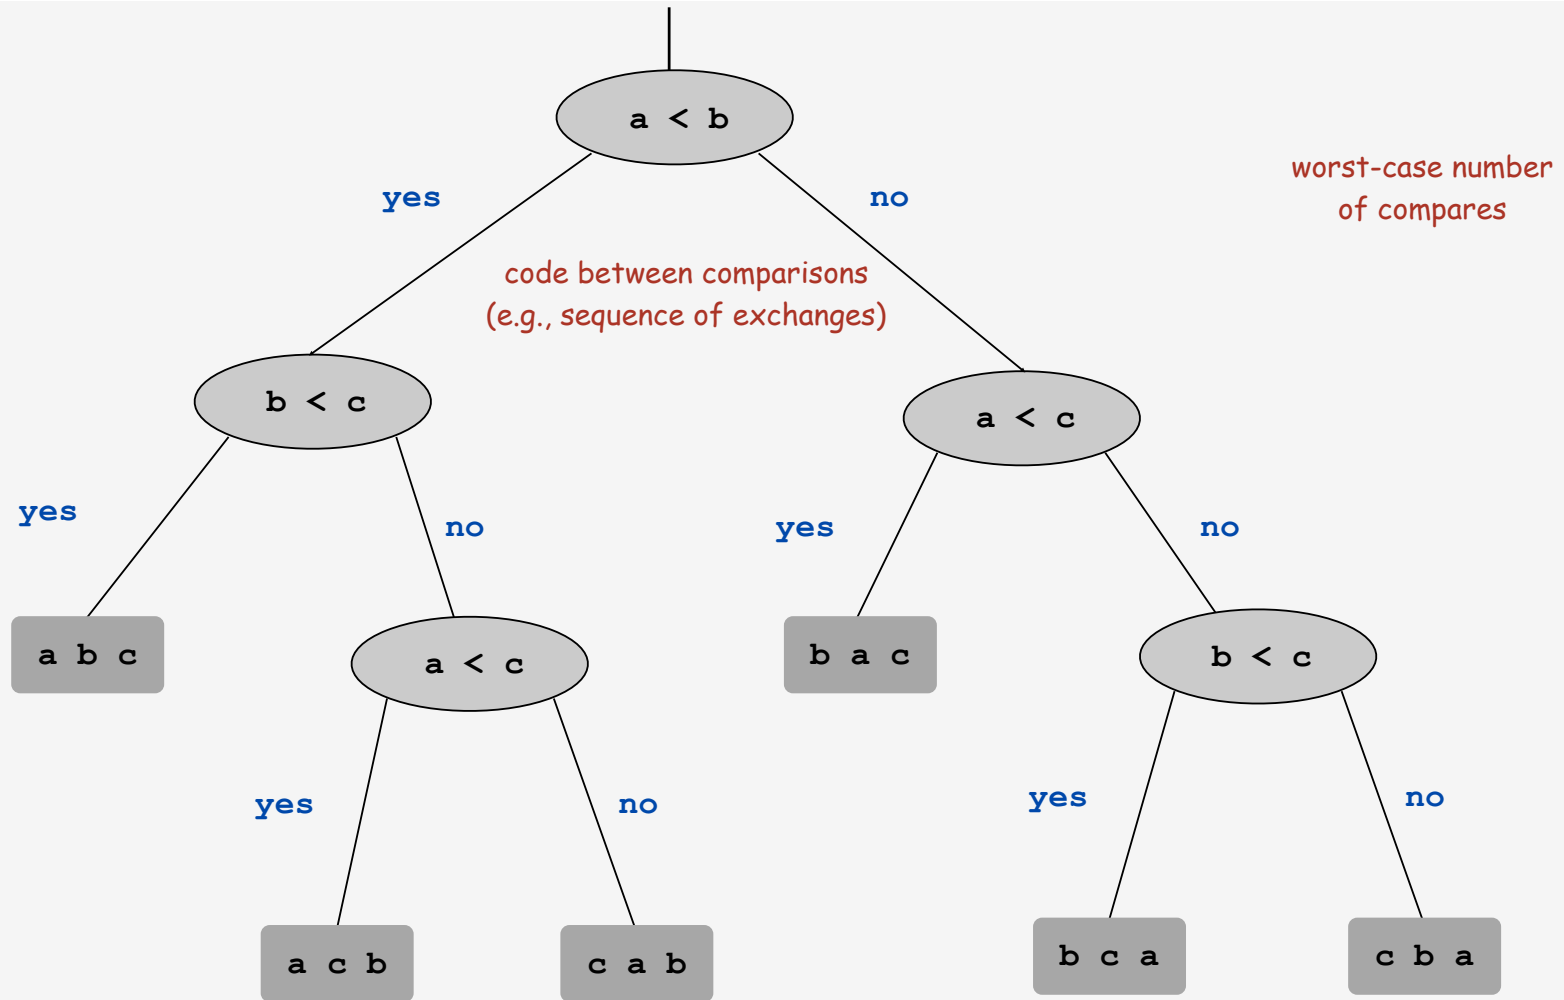 a < b
worst-case number
of compares
yes
no
code between comparisons
(e.g., sequence of exchanges)
b < c
a < c
yes
no
yes
no
a b c
a < c
b a c
b < c
yes
no
yes
no
a c b
c a b
b c a
c b a